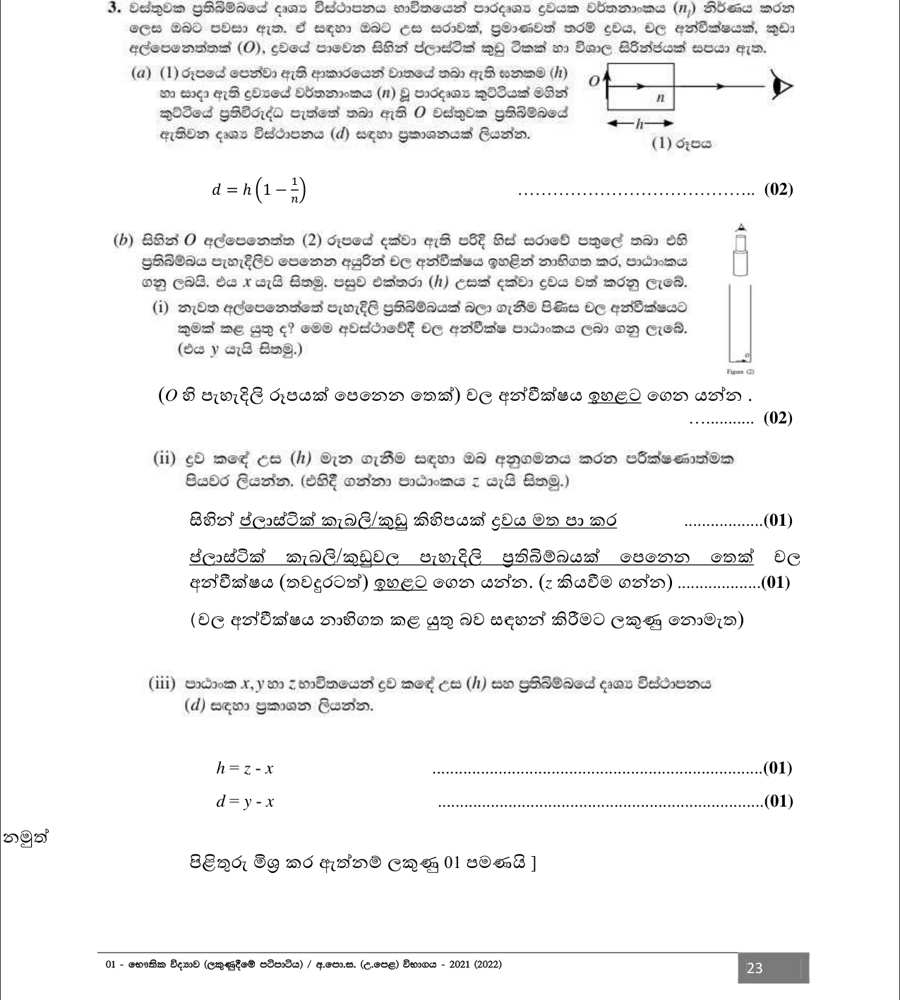 3. වස්තුවක ප්‍රතිබිම්බයේ දෘශ්‍ය විස්ථාපනය භාවිතයෙන් පාරදෘශ්‍ය ද්‍රවයක වර්තනාංකය (n_l) නිර්ණය කරන
ලෙස ඔබට පවසා ඇත. ඒ සඳහා ඔබට උස සරාවක්, ප්‍රමාණවත් තරම් ද්‍රවය, චල අන්වීක්ෂයක්, කුඩා
අල්පෙනෙත්තක් (O), ද්‍රවයේ පාවෙන සිහින් ප්ලාස්ටික් කුඩු ටිකක් හා විශාල සිරින්ජයක් සපයා ඇත.
(a) (1) රූපයේ පෙන්වා ඇති ආකාරයෙන් වාතයේ තබා ඇති ඝනකම (h)
හා සාදා ඇති ද්‍රව්‍යයේ වර්තනාංකය (n) වූ පාරදෘශ්‍ය කුට්ටියක් මගින්
කුට්ටියේ ප්‍රතිවිරුද්ධ පැත්තේ තබා ඇති O වස්තුවක ප්‍රතිබිම්බයේ
ඇතිවන දෘශ්‍ය විස්ථාපනය (d) සඳහා ප්‍රකාශනයක් ලියන්න.
O
n
h
(1) රූපය
d = h (1 − 1/n) ........................................ (02)
(b) සිහින් O අල්පෙනෙත්ත (2) රූපයේ දක්වා ඇති පරිදි හිස් සරාවේ පතුලේ තබා එහි
ප්‍රතිබිම්බය පැහැදිලිව පෙනෙන අයුරින් චල අන්වීක්ෂය ඉහළින් නාභිගත කර, පාඨාංකය
ගනු ලබයි. එය x යැයි සිතමු. පසුව එක්තරා (h) උසක් දක්වා ද්‍රවය වත් කරනු ලැබේ.
(i) නැවත අල්පෙනෙත්තේ පැහැදිලි ප්‍රතිබිම්බයක් බලා ගැනීම පිණිස චල අන්වීක්ෂයට
කුමක් කළ යුතු ද? මෙම අවස්ථාවේදී චල අන්වීක්ෂ පාඨාංකය ලබා ගනු ලැබේ.
(එය y යැයි සිතමු.)
o
Figure (2)
(O හි පැහැදිලි රූපයක් පෙනෙන තෙක්) චල අන්වීක්ෂය ඉහළට ගෙන යන්න .
............... (02)
(ii) ද්‍රව කඳේ උස (h) මැන ගැනීම සඳහා ඔබ අනුගමනය කරන පරීක්ෂණාත්මක
පියවර ලියන්න. (එහිදී ගන්නා පාඨාංකය z යැයි සිතමු.)
සිහින් ප්ලාස්ටික් කැබලි/කුඩු කිහිපයක් ද්‍රවය මත පා කර ..................(01)
ප්ලාස්ටික් කැබලි/කුඩුවල පැහැදිලි ප්‍රතිබිම්බයක් පෙනෙන තෙක් චල
අන්වීක්ෂය (තවදුරටත්) ඉහළට ගෙන යන්න. (z කියවීම ගන්න) ...................(01)
(චල අන්වීක්ෂය නාභිගත කළ යුතු බව සඳහන් කිරීමට ලකුණු නොමැත)
(iii) පාඨාංක x, y හා z භාවිතයෙන් ද්‍රව කඳේ උස (h) සහ ප්‍රතිබිම්බයේ දෘශ්‍ය විස්ථාපනය
(d) සඳහා ප්‍රකාශන ලියන්න.
h = z - x ...........................................................................(01)
d = y - x ..........................................................................(01)
නමුත්
පිළිතුරු මිශ්‍ර කර ඇත්නම් ලකුණු 01 පමණයි ]
01 - භෞතික විද්‍යාව (ලකුණුදීමේ පටිපාටිය) / අ.පො.ස. (උ.පෙළ) විභාගය - 2021 (2022)
23